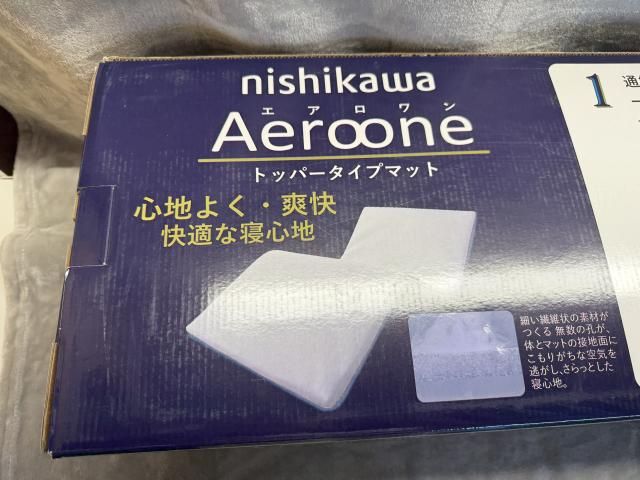 nishikawa
エアロワン
Aeroone
トッパータイプマット
心地よく・爽快
快適な寝心地
細い繊維状の素材が
つくる 無数の孔が、
体とマットの接地面に
こもりがちな空気を
逃がし、さらっとした
寝心地。
1
通